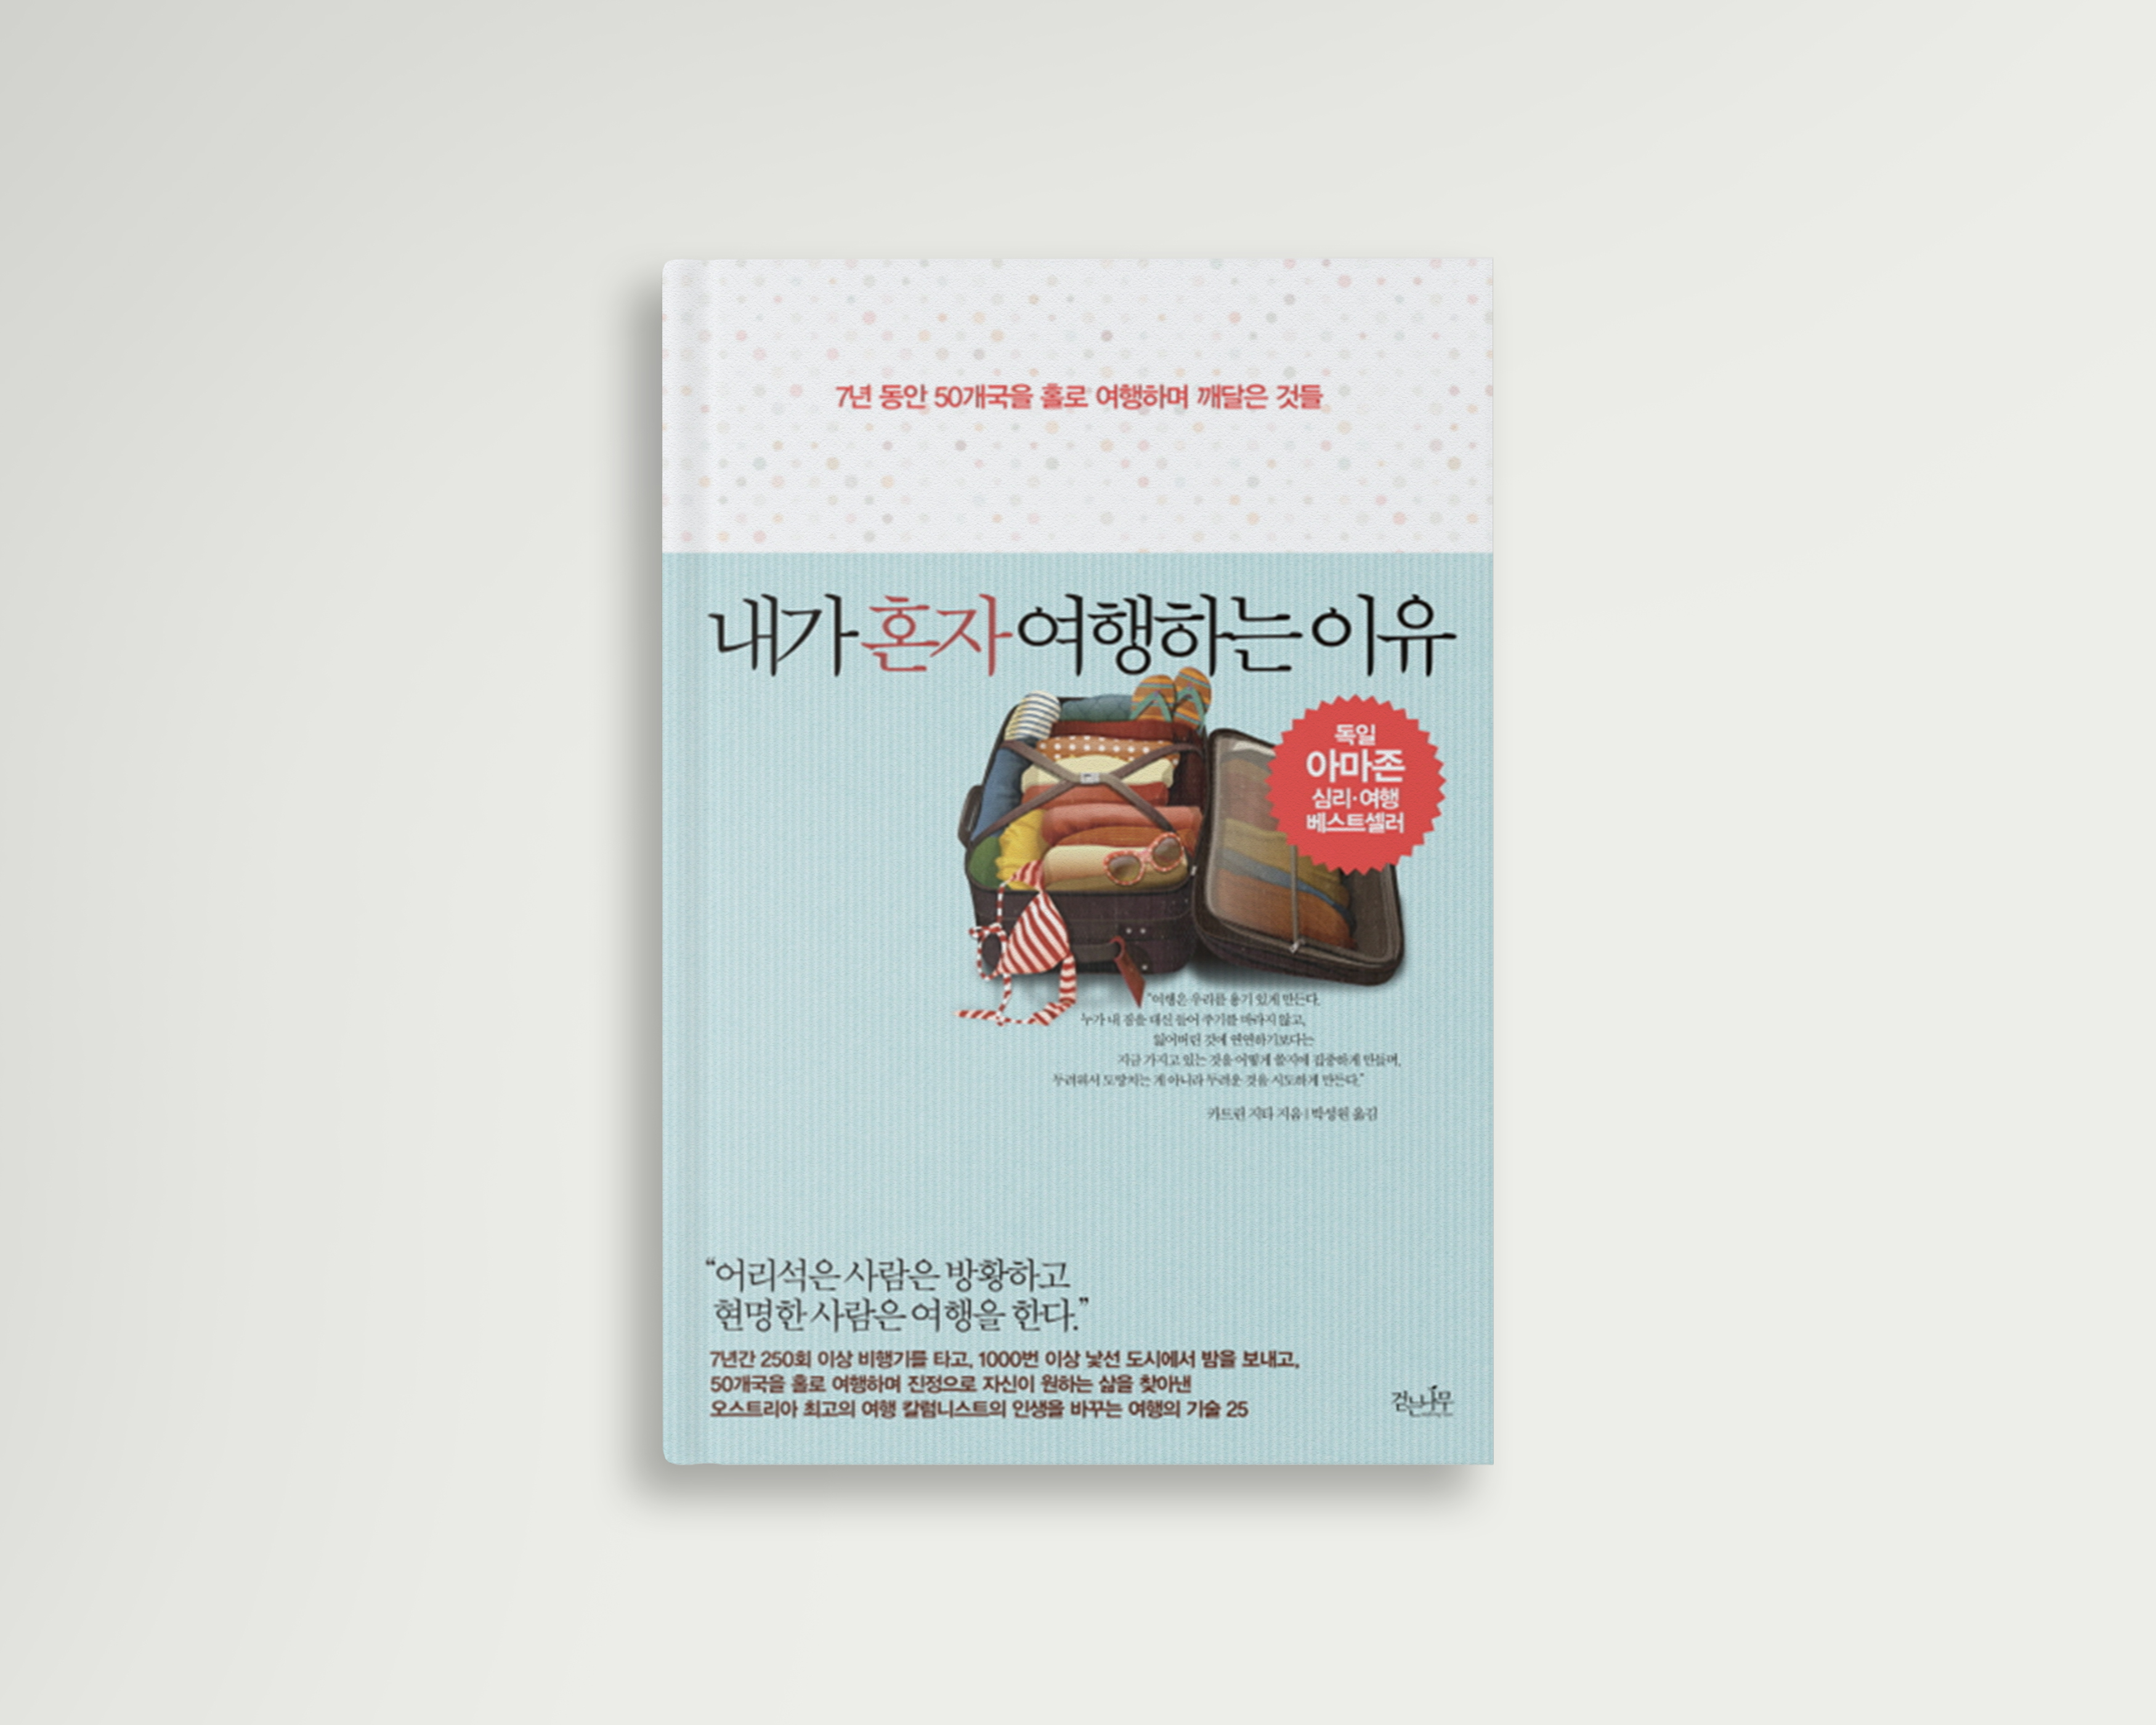 7년 동안 50개국을 홀로 여행하며 깨달은 것들
내가 혼자 여행하는 이유
독일
아마존
심리·여행
베스트셀러
“여행은 우리를 용기 있게 만든다.
누가 내 짐을 대신 들어 주기를 바라지 않고,
잃어버린 것에 연연하기보다는
지금 가지고 있는 것을 어떻게 쓸지에 집중하게 만들며,
두려워서 도망치는 게 아니라 두려운 것을 시도하게 만든다.”
카트린 지타 지음 | 박성원 옮김
“어리석은 사람은 방황하고
현명한 사람은 여행을 한다.”
7년간 250회 이상 비행기를 타고, 1000번 이상 낯선 도시에서 밤을 보내고,
50개국을 홀로 여행하며 진정으로 자신이 원하는 삶을 찾아낸
오스트리아 최고의 여행 칼럼니스트의 인생을 바꾸는 여행의 기술 25
걷는나무